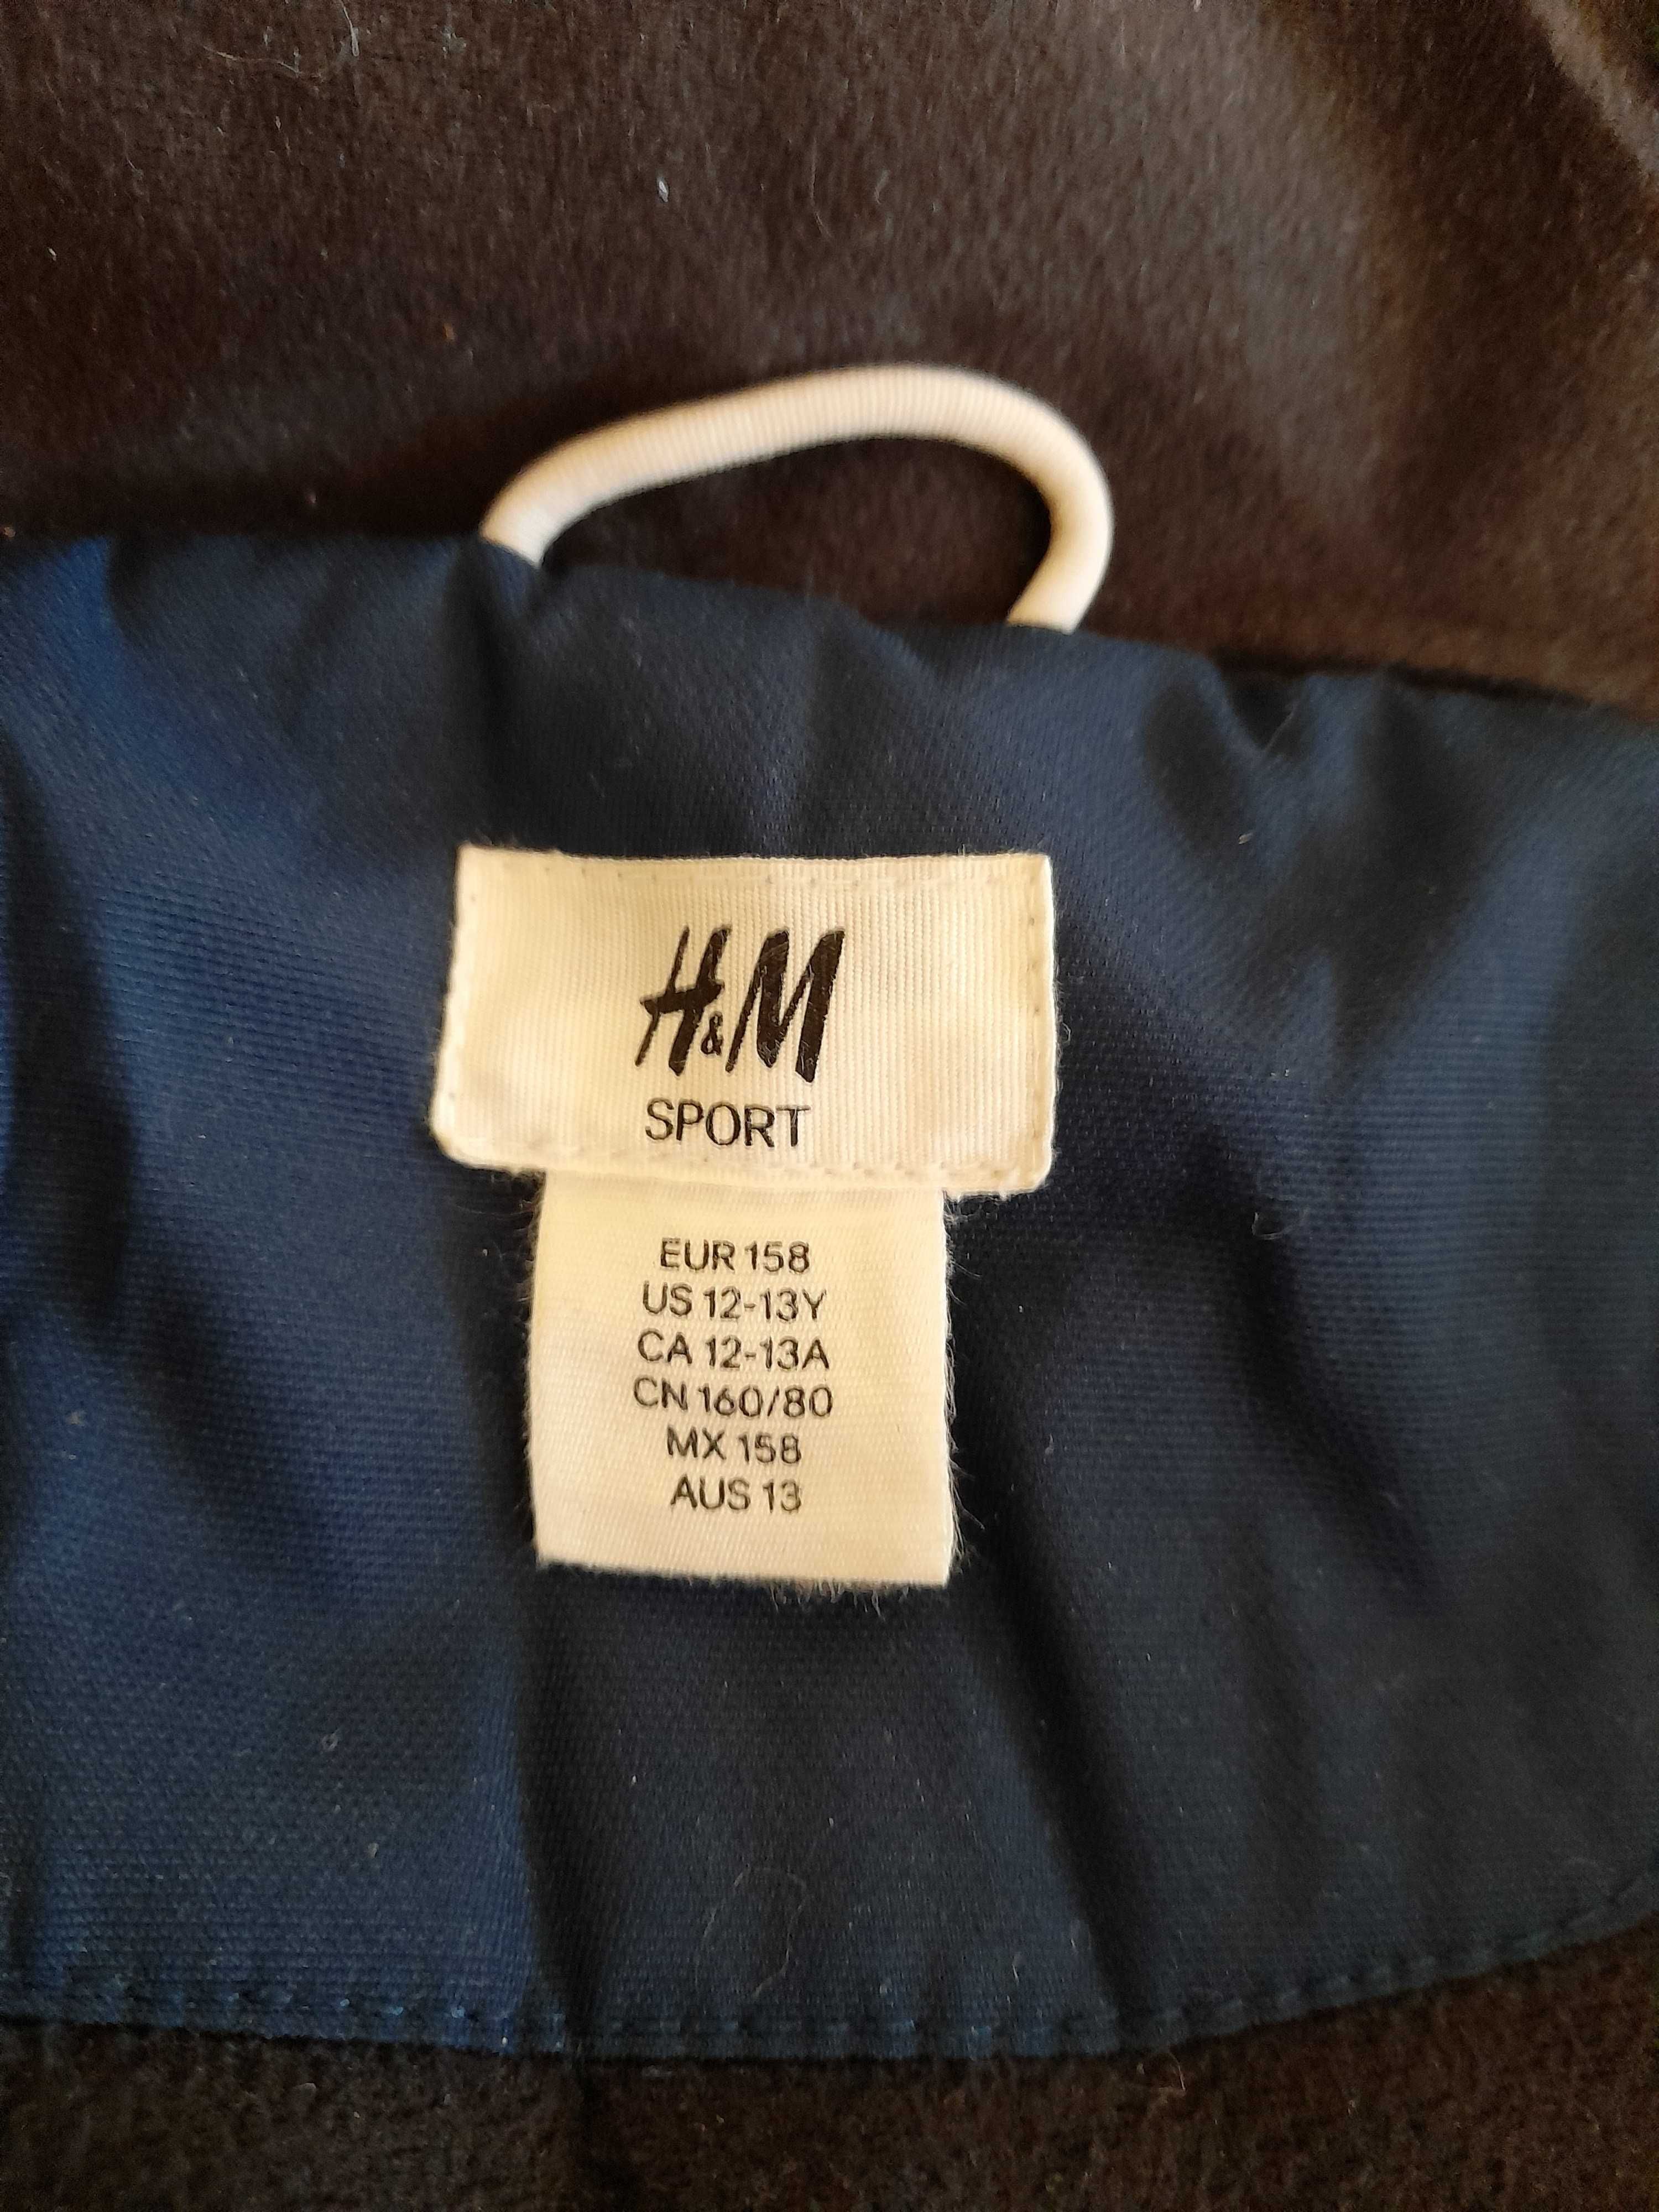 H&M
SPORT
EUR 158
US 12-13Y
CA 12-13A
CN 160/80
MX 158
AUS 13